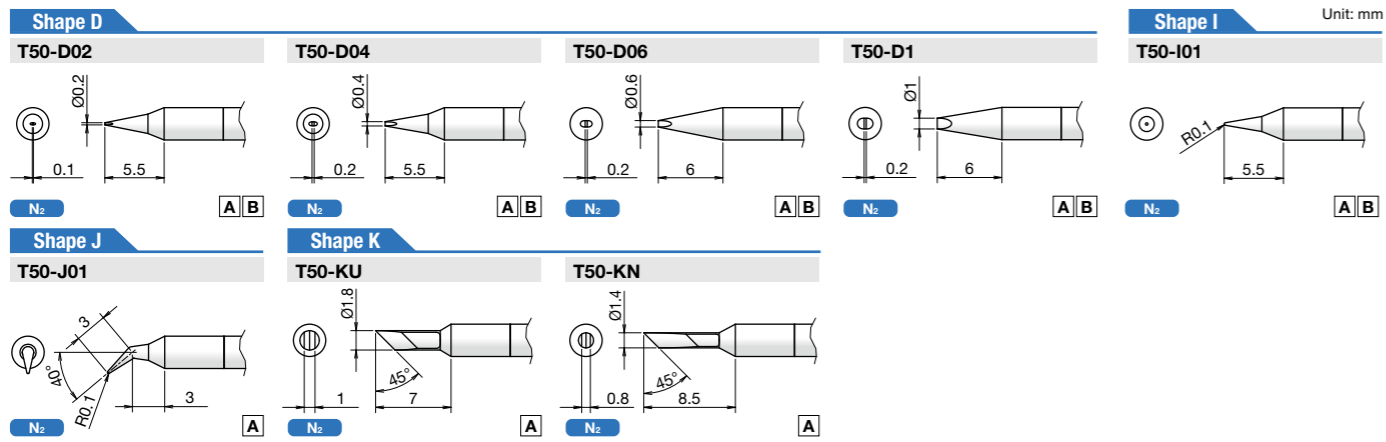 Shape D
Shape I
Unit: mm
T50-D02
T50-D04
T50-D06
T50-D1
T50-I01
Ø0.2
0.1
5.5
N₂
A B
Ø0.4
0.2
5.5
N₂
A B
Ø0.6
0.2
6
N₂
A B
Ø1
0.2
6
N₂
A B
R0.1
5.5
N₂
A B
Shape J
Shape K
T50-J01
T50-KU
T50-KN
3
40°
R0.1
3
N₂
A
Ø1.8
45°
1
7
N₂
A
Ø1.4
45°
0.8
8.5
N₂
A